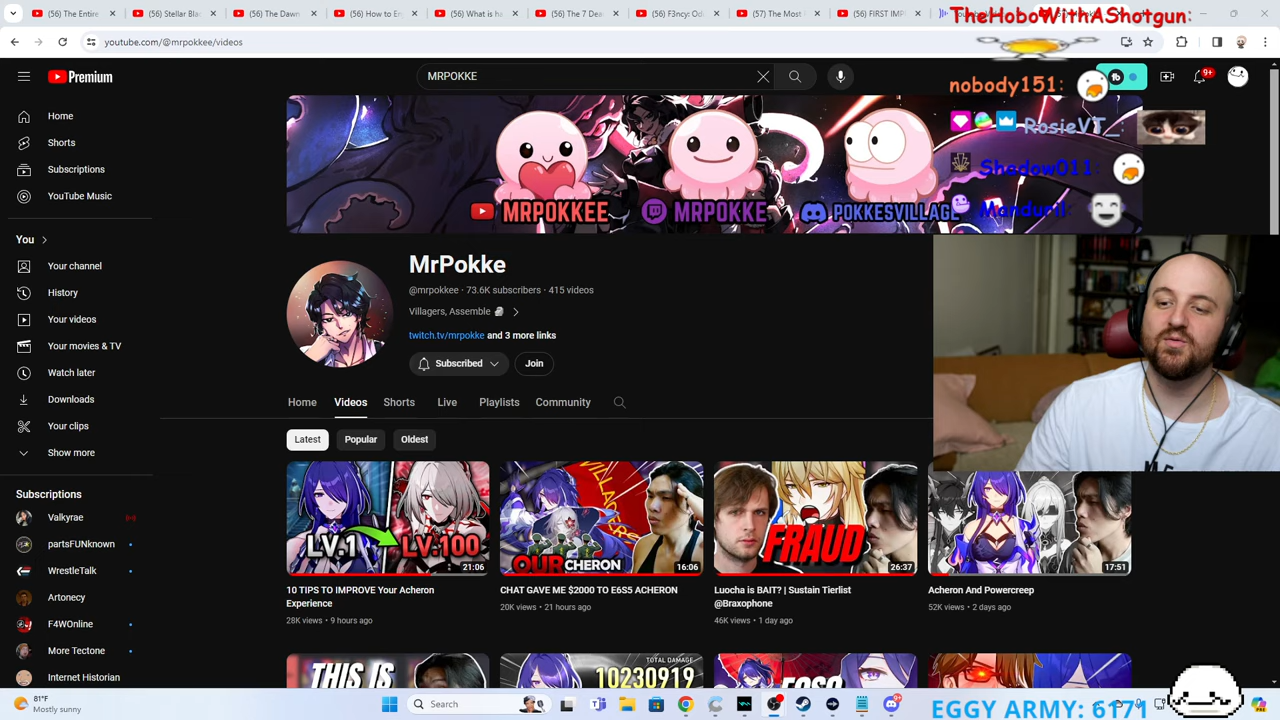 (56) The Entire
(56) Stellar Bla
(56) The Dawn
(56) How to E
(56) What is ha
(56) The 7 Dea
(56) F3ncy: Od
(57) The Most
(56) FIRST IMP
TheHoboWithAShotgun:
youtube.com/@mrpokkee/videos
nobody151:
RosieVT_:
Shadow011:
Manduril:
Premium
MRPOKKE
9+
Home
Shorts
Subscriptions
YouTube Music
You
Your channel
History
Your videos
Your movies & TV
Watch later
Downloads
Your clips
Show more
Subscriptions
Valkyrae
partsFUNknown
WrestleTalk
Artonecy
F4WOnline
More Tectone
Internet Historian
MRPOKKEE
MRPOKKE
POKKESVILLAGE
MrPokke
@mrpokkee · 73.6K subscribers · 415 videos
Villagers, Assemble
twitch.tv/mrpokke and 3 more links
Subscribed
Join
Home
Videos
Shorts
Live
Playlists
Community
Latest
Popular
Oldest
LV.1
LV.100
21:06
10 TIPS TO IMPROVE Your Acheron
Experience
28K views • 9 hours ago
OURCHERON
16:06
CHAT GAVE ME $2000 TO E6S5 ACHERON
20K views • 21 hours ago
FRAUD
26:37
Luocha is BAIT? | Sustain Tierlist
@Braxophone
46K views • 1 day ago
17:51
Acheron And Powercreep
52K views • 2 days ago
THIS IS
TOTAL DAMAGE
10230919
81°F
Mostly sunny
Search
EGGY ARMY: 6171